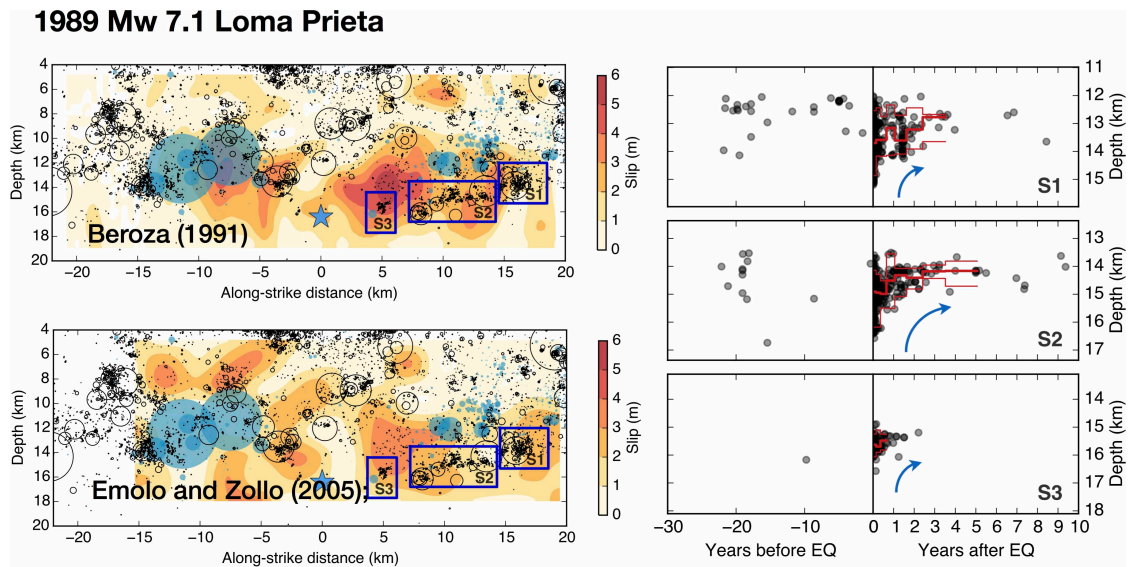 1989 Mw 7.1 Loma Prieta
4
6
8
10
12
14
16
18
20
Depth (km)
S1
S2
S3
Beroza (1991)
−20 −15 −10 −5 0 5 10 15 20
Along-strike distance (km)
6
5
4
3
2
1
0
Slip (m)
4
6
8
10
12
14
16
18
20
Depth (km)
S1
S2
S3
Emolo and Zollo (2005);
−20 −15 −10 −5 0 5 10 15 20
Along-strike distance (km)
6
5
4
3
2
1
0
Slip (m)
11
12
13
14
15
Depth (km)
S1
13
14
15
16
17
Depth (km)
S2
14
15
16
17
18
Depth (km)
S3
−30 −20 −10 0 1 2 3 4 5 6 7 8 9 10
Years before EQ Years after EQ